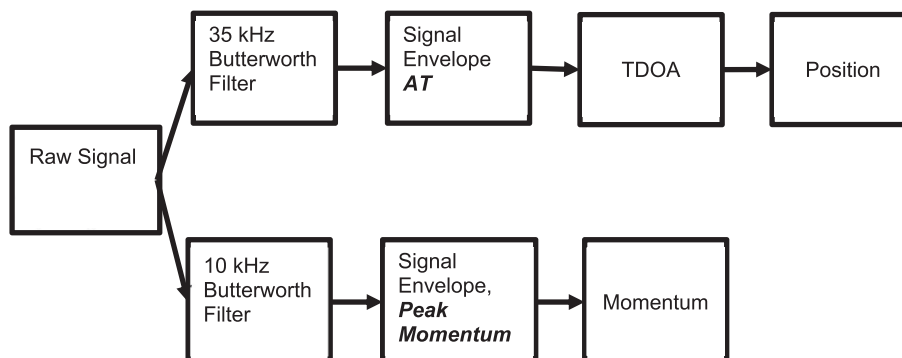 Raw Signal
35 kHz
Butterworth
Filter
Signal
Envelope
AT
TDOA
Position
10 kHz
Butterworth
Filter
Signal
Envelope,
Peak
Momentum
Momentum